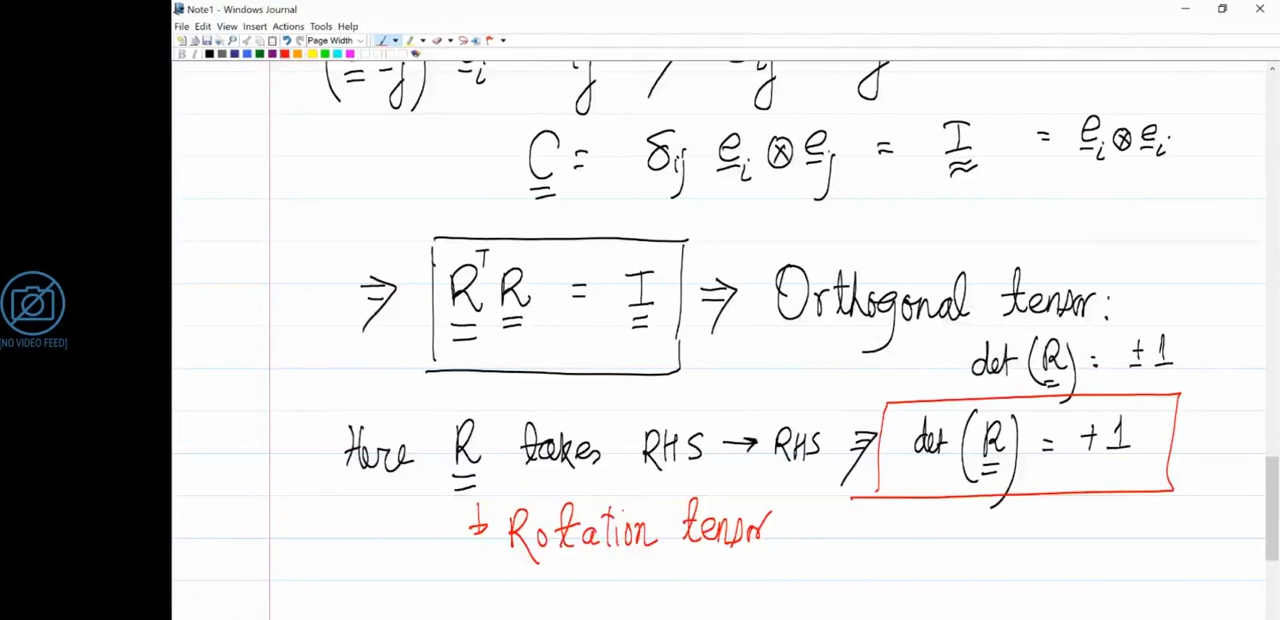 Note1 - Windows Journal
File Edit View Insert Actions Tools Help
Page Width
B I
C = δij ei ⊗ ej = I = ei ⊗ ei
⇒ R^T R = I ⇒ Orthogonal tensor:
det (R) = ±1
Here R takes RHS → RHS ⇒ det (R) = +1
↓ Rotation tensor
[NO VIDEO FEED]